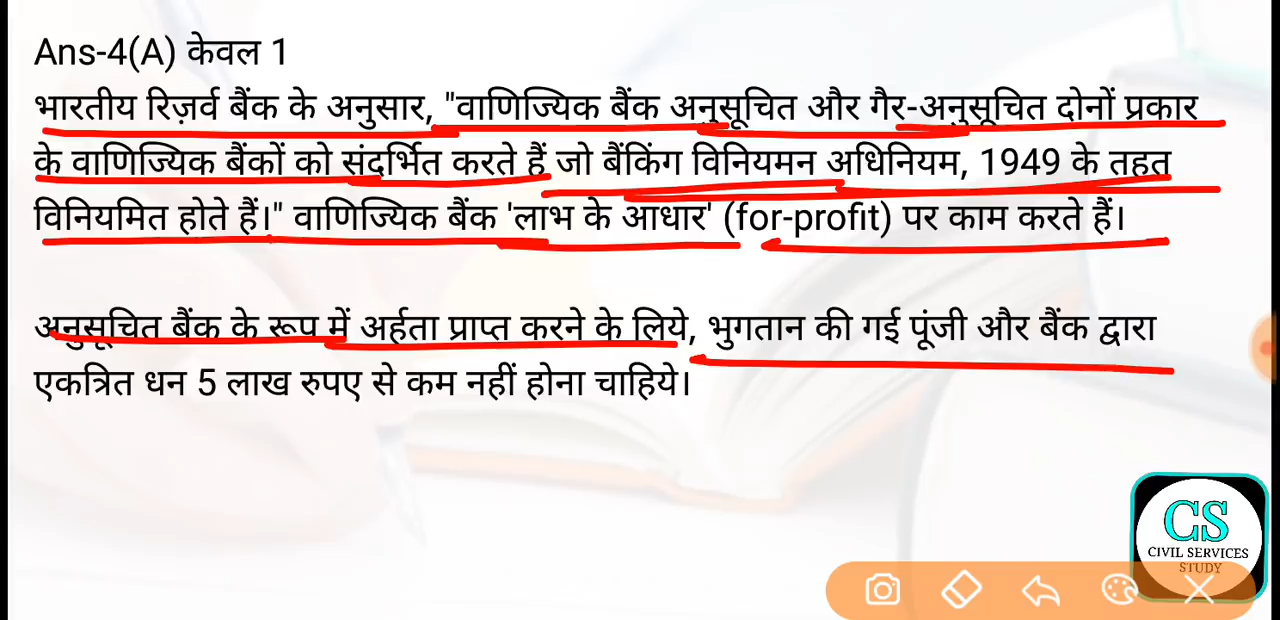 Ans-4(A) केवल 1
भारतीय रिज़र्व बैंक के अनुसार, "वाणिज्यिक बैंक अनुसूचित और गैर-अनुसूचित दोनों प्रकार
के वाणिज्यिक बैंकों को संदर्भित करते हैं जो बैंकिंग विनियमन अधिनियम, 1949 के तहत
विनियमित होते हैं।" वाणिज्यिक बैंक 'लाभ के आधार' (for-profit) पर काम करते हैं।
अनुसूचित बैंक के रूप में अर्हता प्राप्त करने के लिये, भुगतान की गई पूंजी और बैंक द्वारा
एकत्रित धन 5 लाख रुपए से कम नहीं होना चाहिये।
CS
CIVIL SERVICES
STUDY